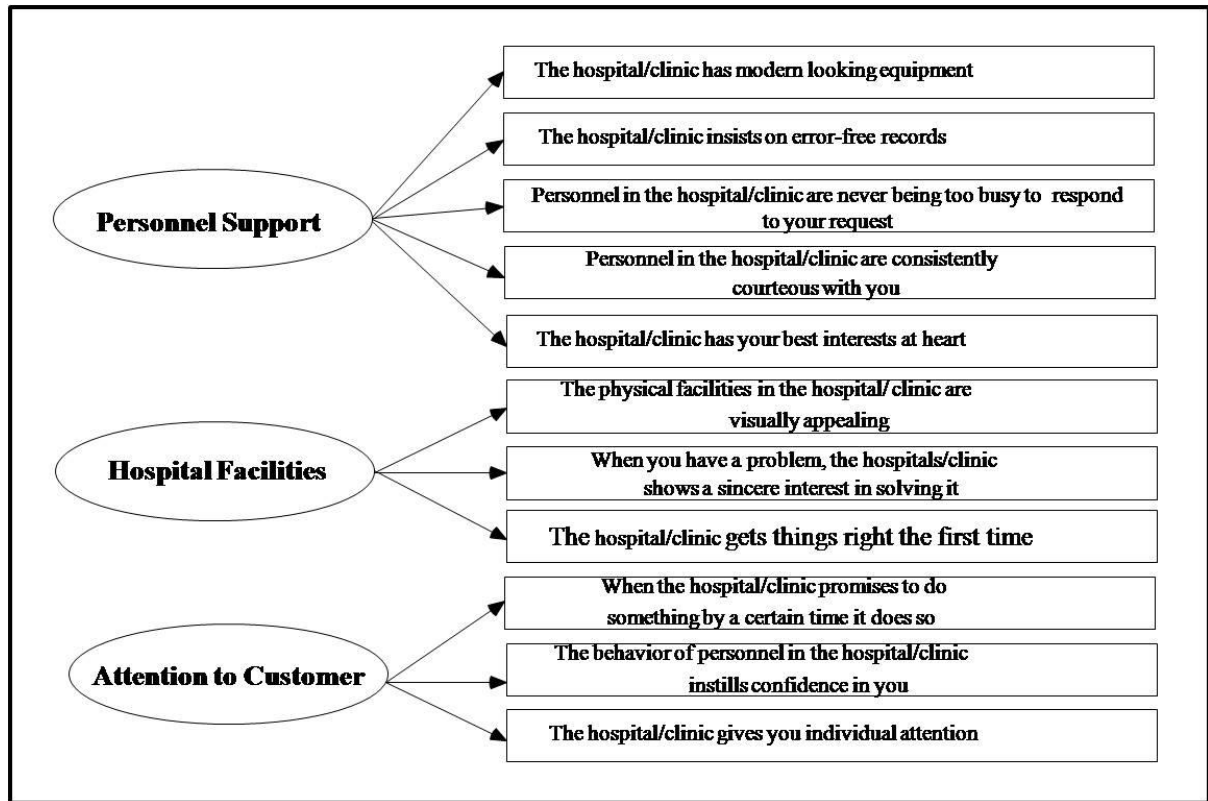 Personnel Support
The hospital/clinic has modern looking equipment
The hospital/clinic insists on error-free records
Personnel in the hospital/clinic are never being too busy to respond
to your request
Personnel in the hospital/clinic are consistently
courteous with you
The hospital/clinic has your best interests at heart
Hospital Facilities
The physical facilities in the hospital/ clinic are
visually appealing
When you have a problem, the hospitals/clinic
shows a sincere interest in solving it
The hospital/clinic gets things right the first time
Attention to Customer
When the hospital/clinic promises to do
something by a certain time it does so
The behavior of personnel in the hospital/clinic
instills confidence in you
The hospital/clinic gives you individual attention